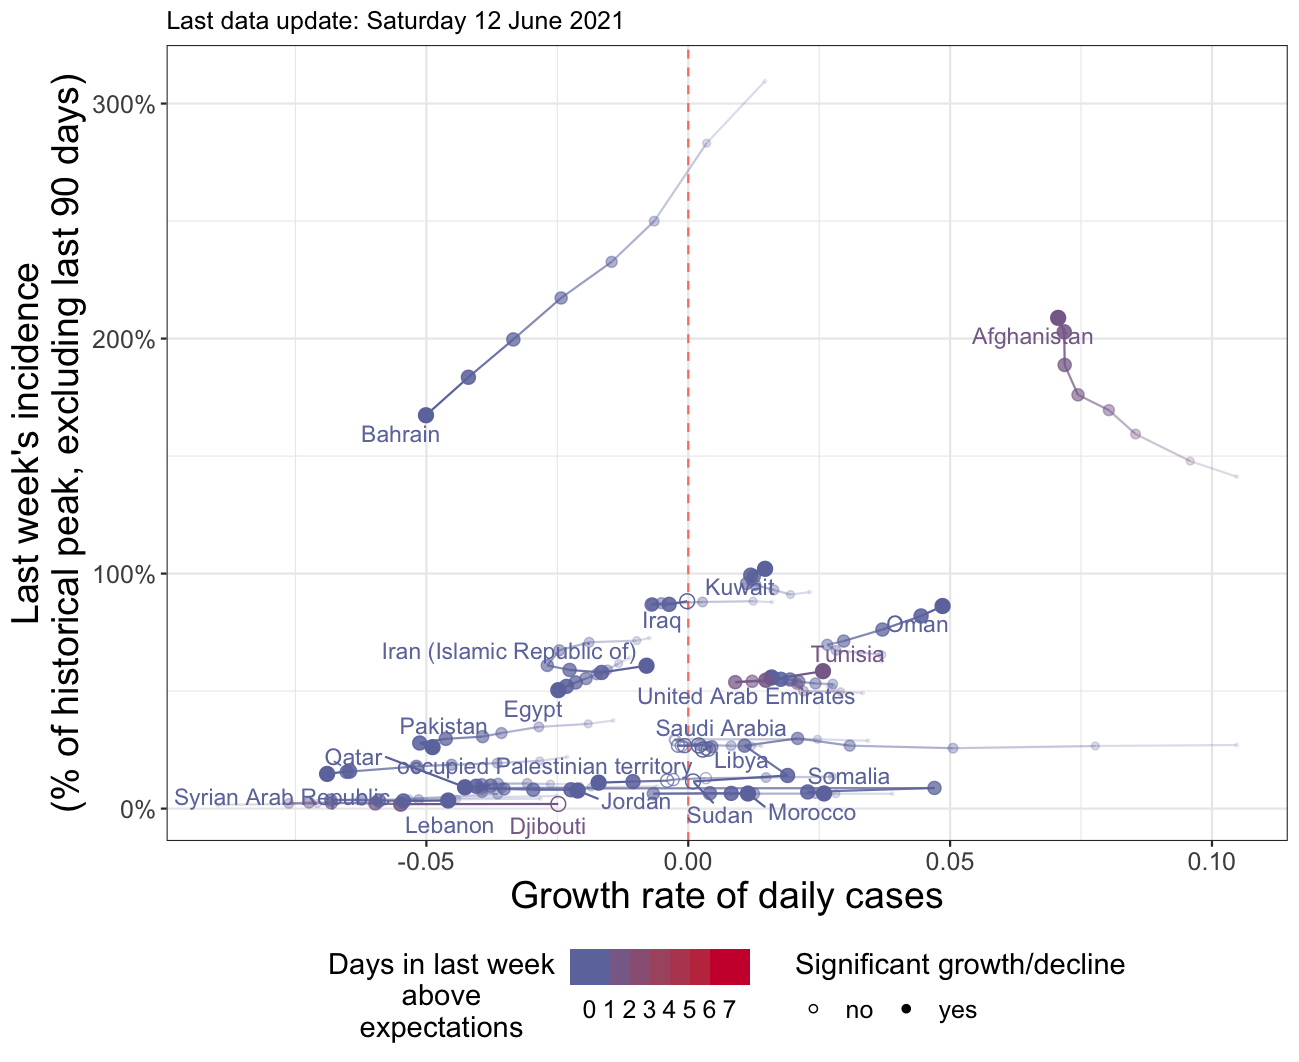 Last data update: Saturday 12 June 2021
Last week's incidence
(% of historical peak, excluding last 90 days)
300%
200%
100%
0%
Afghanistan
Bahrain
Kuwait
Iraq
Oman
Iran (Islamic Republic of)
Tunisia
United Arab Emirates
Egypt
Pakistan
Saudi Arabia
Qatar
occupied Palestinian territory
Libya
Somalia
Syrian Arab Republic
Jordan
Sudan
Morocco
Lebanon
Djibouti
-0.05
0.00
0.05
0.10
Growth rate of daily cases
Days in last week
above
expectations
0 1 2 3 4 5 6 7
Significant growth/decline
no
yes